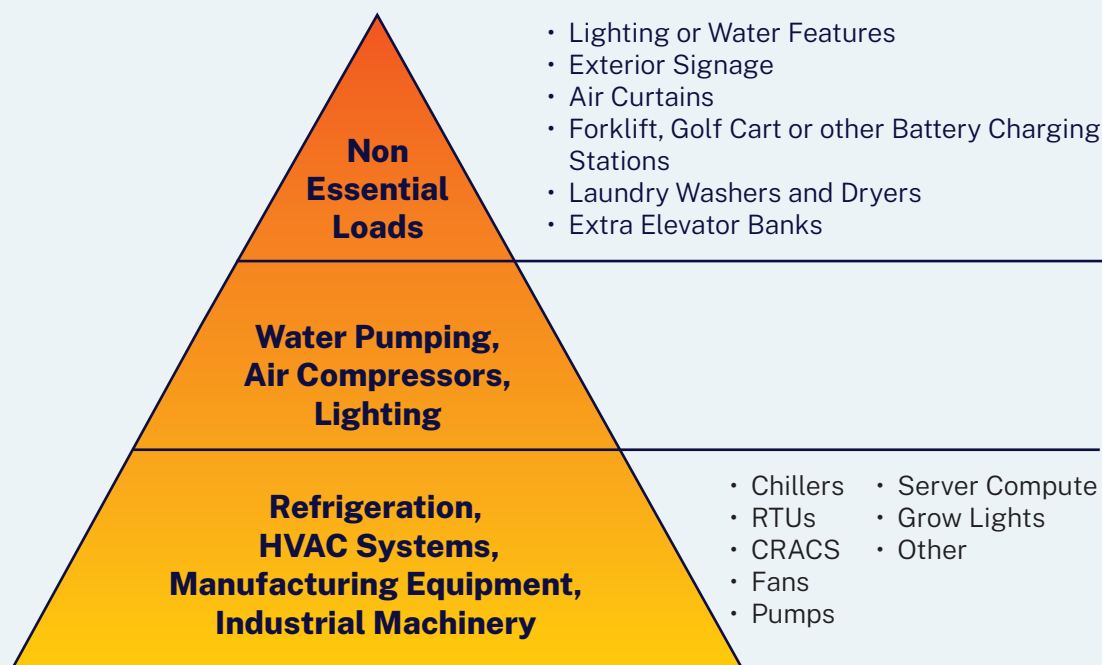 Non
Essential
Loads
• Lighting or Water Features
• Exterior Signage
• Air Curtains
• Forklift, Golf Cart or other Battery Charging
Stations
• Laundry Washers and Dryers
• Extra Elevator Banks
Water Pumping,
Air Compressors,
Lighting
Refrigeration,
HVAC Systems,
Manufacturing Equipment,
Industrial Machinery
• Chillers
• RTUs
• CRACS
• Fans
• Pumps
• Server Compute
• Grow Lights
• Other